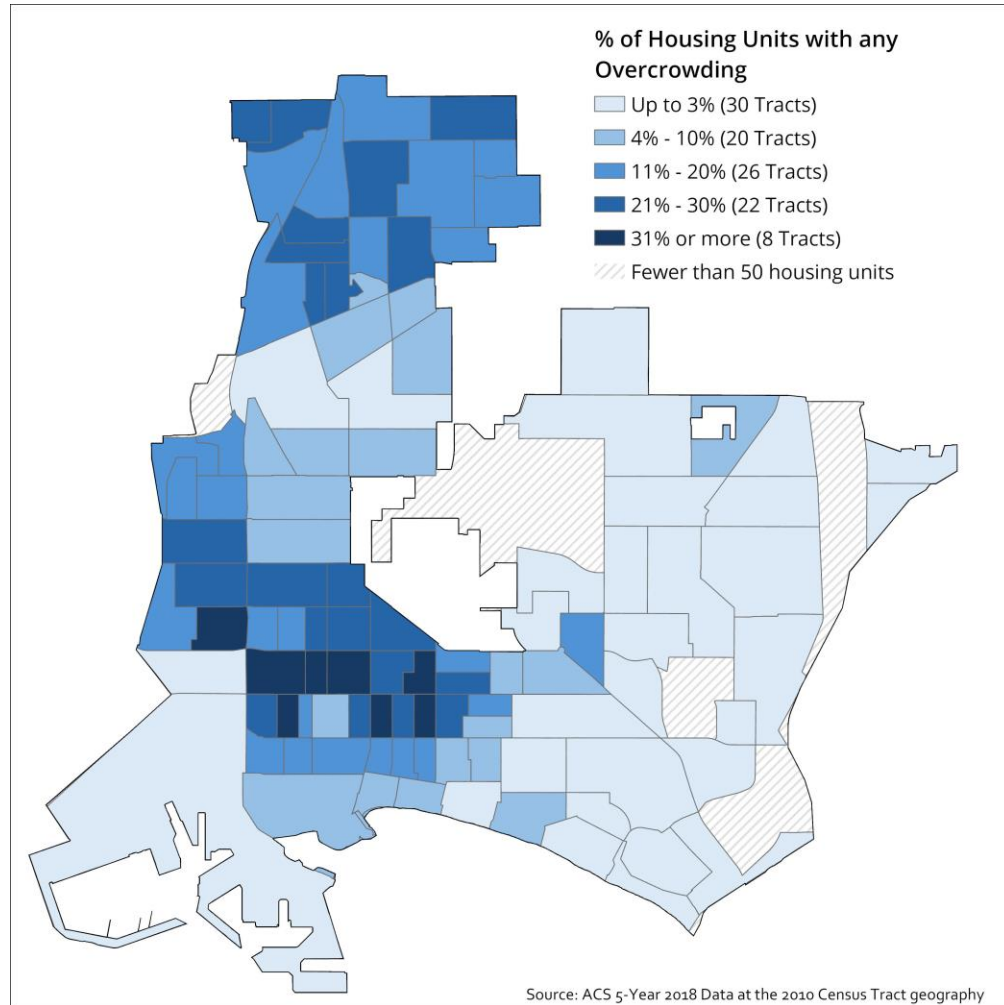 % of Housing Units with any
Overcrowding
Up to 3% (30 Tracts)
4% - 10% (20 Tracts)
11% - 20% (26 Tracts)
21% - 30% (22 Tracts)
31% or more (8 Tracts)
Fewer than 50 housing units
Source: ACS 5-Year 2018 Data at the 2010 Census Tract geography